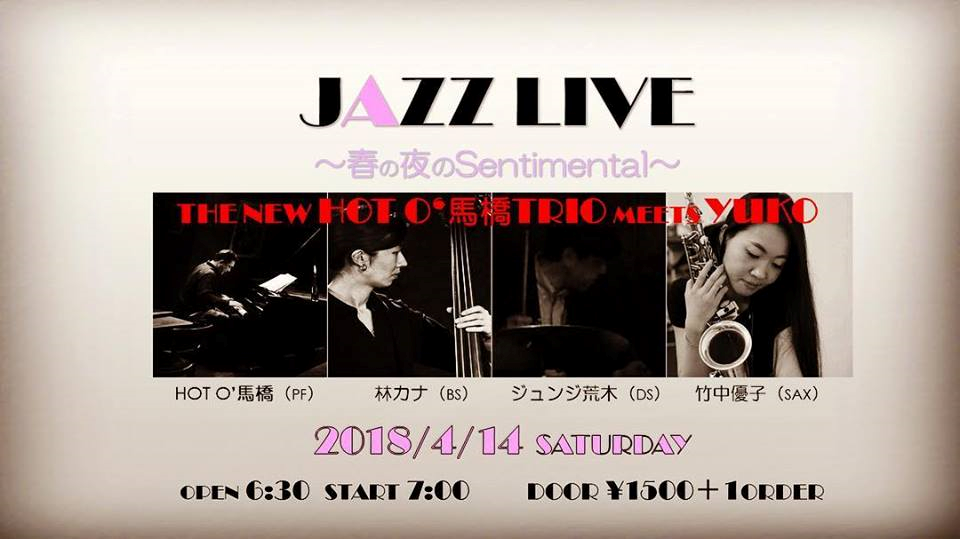 JAZZ LIVE
～春の夜のSentimental～
THE NEW HOT O‘馬橋TRIO MEETS YUKO
HOT O’馬橋（PF） 林カナ（BS） ジュンジ荒木（DS） 竹中優子（SAX）
2018/4/14 SATURDAY
OPEN 6:30 START 7:00 DOOR ¥1500＋1ORDER